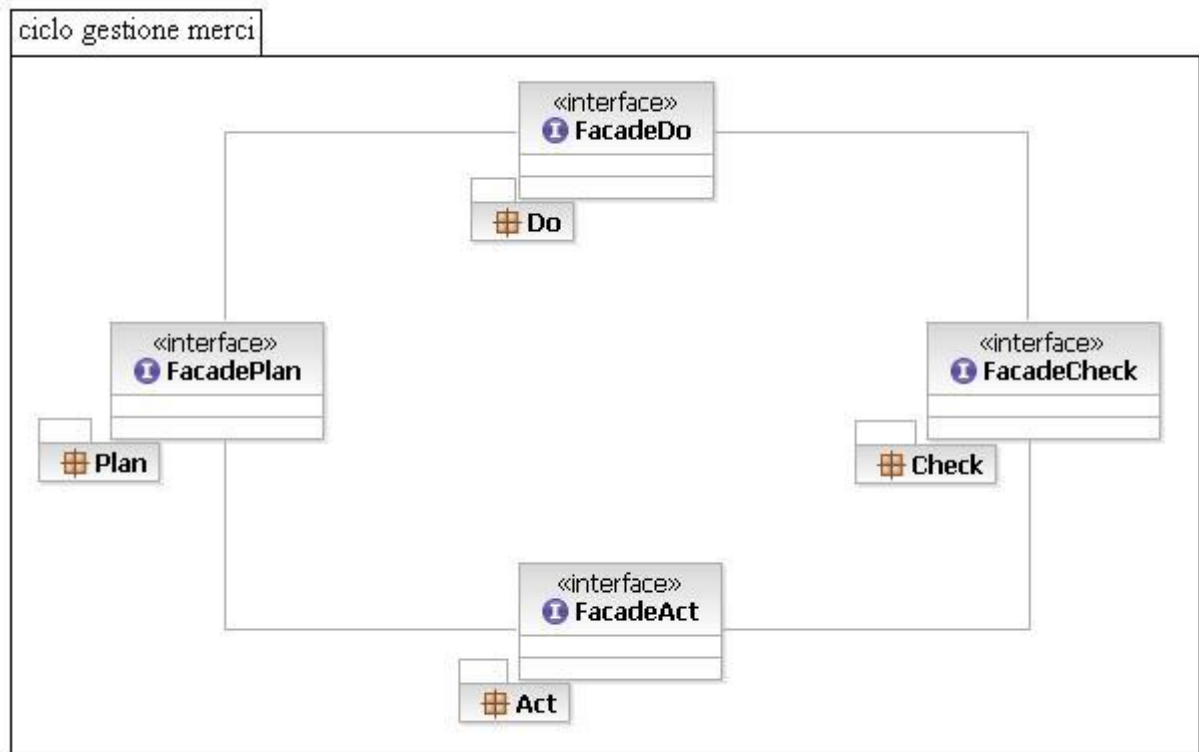 ciclo gestione merci
«interface»
FacadeDo
Do
«interface»
FacadePlan
Plan
«interface»
FacadeCheck
Check
«interface»
FacadeAct
Act